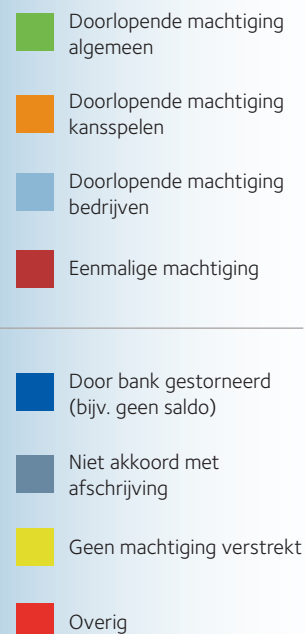 Doorlopende machtiging
algemeen
Doorlopende machtiging
kansspelen
Doorlopende machtiging
bedrijven
Eenmalige machtiging
Door bank gestorneerd
(bijv. geen saldo)
Niet akkoord met
afschrijving
Geen machtiging verstrekt
Overig